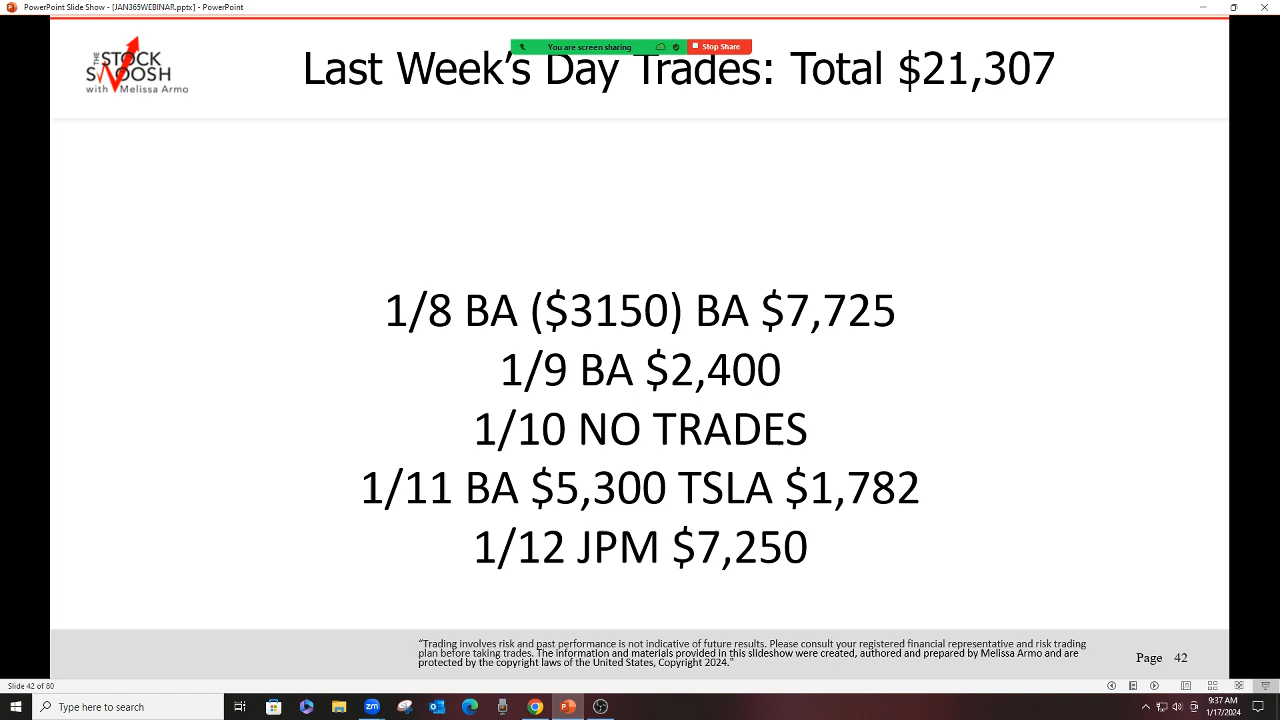 PowerPoint Slide Show - [JAN365WEBINAR.pptx] - PowerPoint
You are screen sharing
Stop Share
THE STOCK
SWOOSH
with Melissa Armo
Last Week's Day Trades: Total $21,307
1/8 BA ($3150) BA $7,725
1/9 BA $2,400
1/10 NO TRADES
1/11 BA $5,300 TSLA $1,782
1/12 JPM $7,250
"Trading involves risk and past performance is not indicative of future results. Please consult your registered financial representative and risk trading
plan before taking trades. The information and materials provided in this slideshow were created, authored and prepared by Melissa Armo and are
protected by the copyright laws of the United States, Copyright 2024."
Page 42
Slide 42 of 80
Type here to search
zm
9:37 AM
1/17/2024